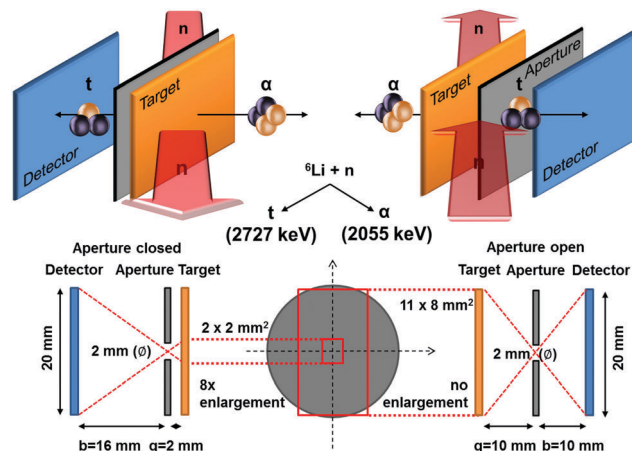 n
t
α
Target
Detector
n
n
α
t
Aperture
Target
n
Detector
⁶Li + n
t
α
(2727 keV)
(2055 keV)
Aperture closed
Detector
Aperture
Target
20 mm
2 mm (∅)
b=16 mm
g=2 mm
2 x 2 mm²
8x
enlargement
11 x 8 mm²
no
enlargement
Aperture open
Target
Aperture
Detector
2 mm (∅)
20 mm
g=10 mm
b=10 mm